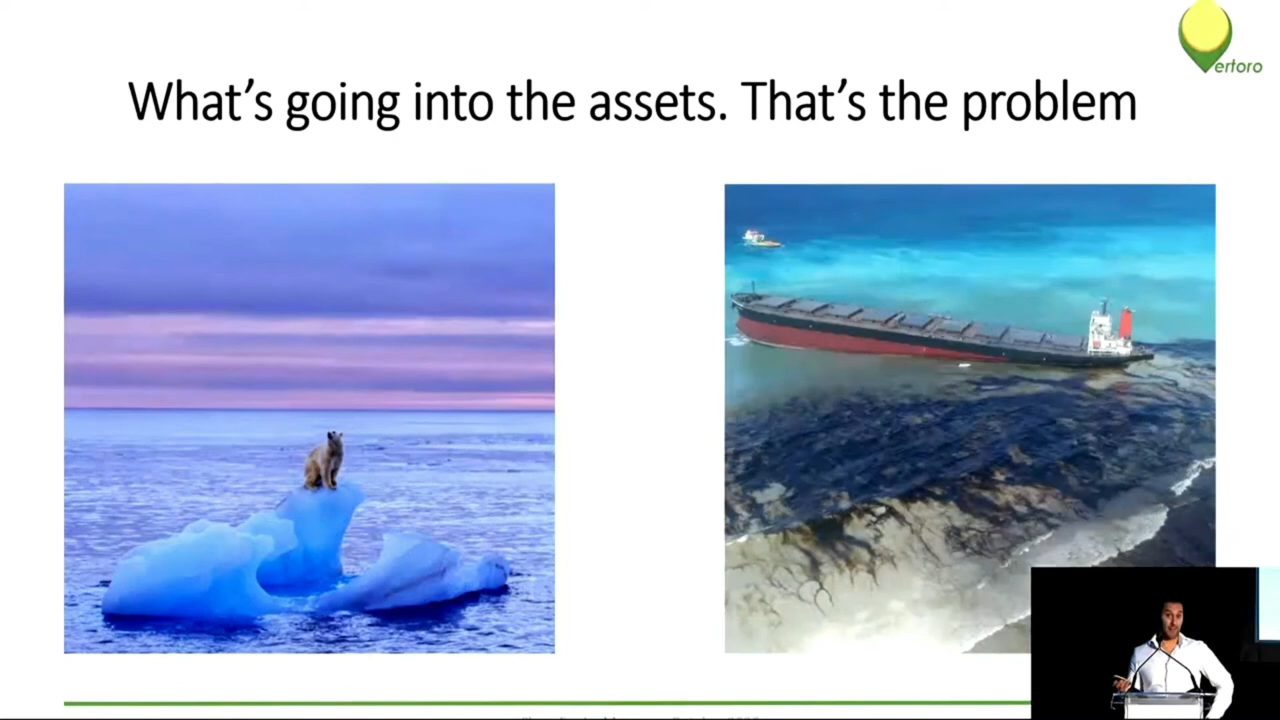 ertoro
What's going into the assets. That's the problem